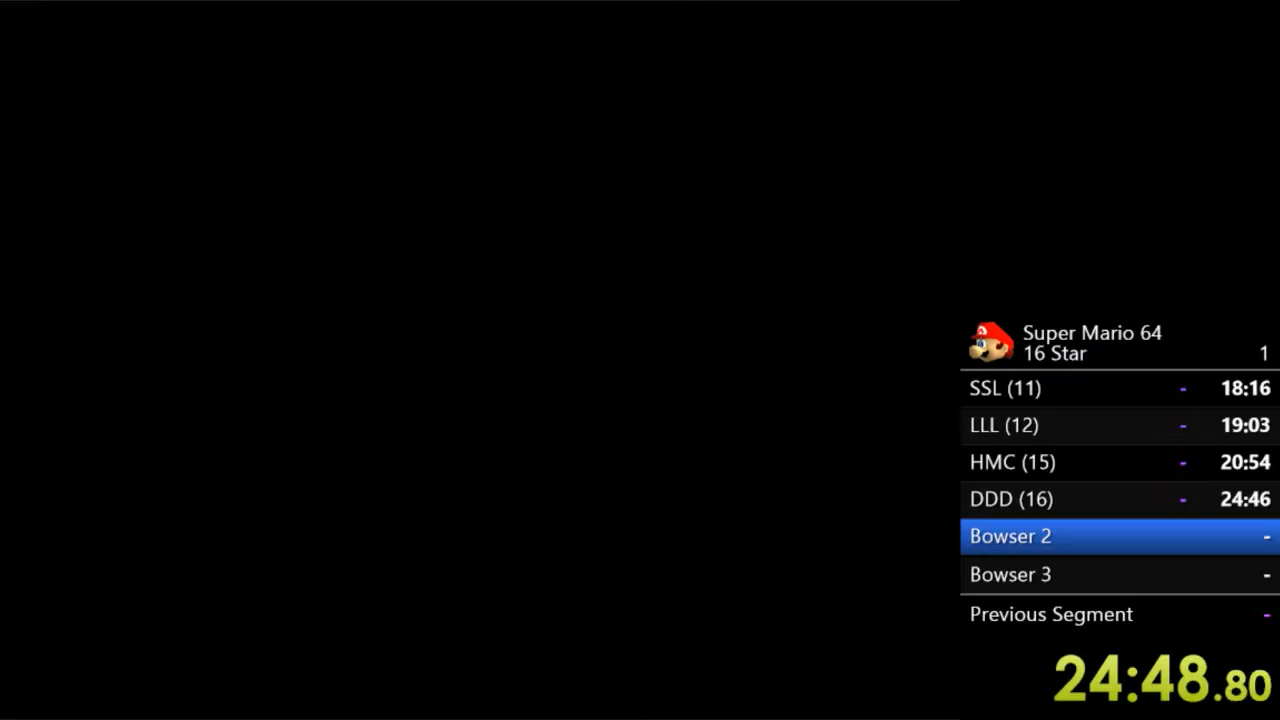 Super Mario 64
16 Star 1
SSL (11) - 18:16
LLL (12) - 19:03
HMC (15) - 20:54
DDD (16) - 24:46
Bowser 2 -
Bowser 3 -
Previous Segment -
24:48.80